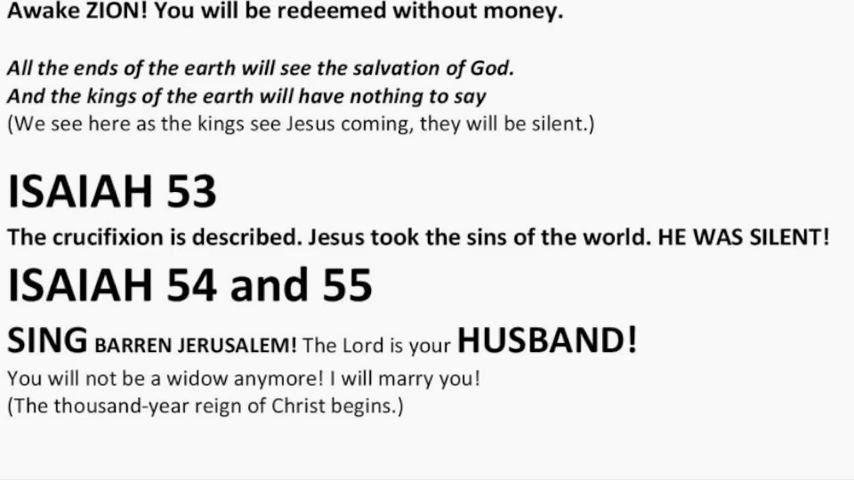 Awake ZION! You will be redeemed without money.
All the ends of the earth will see the salvation of God.
And the kings of the earth will have nothing to say
(We see here as the kings see Jesus coming, they will be silent.)
ISAIAH 53
The crucifixion is described. Jesus took the sins of the world. HE WAS SILENT!
ISAIAH 54 and 55
SING BARREN JERUSALEM! The Lord is your HUSBAND!
You will not be a widow anymore! I will marry you!
(The thousand-year reign of Christ begins.)